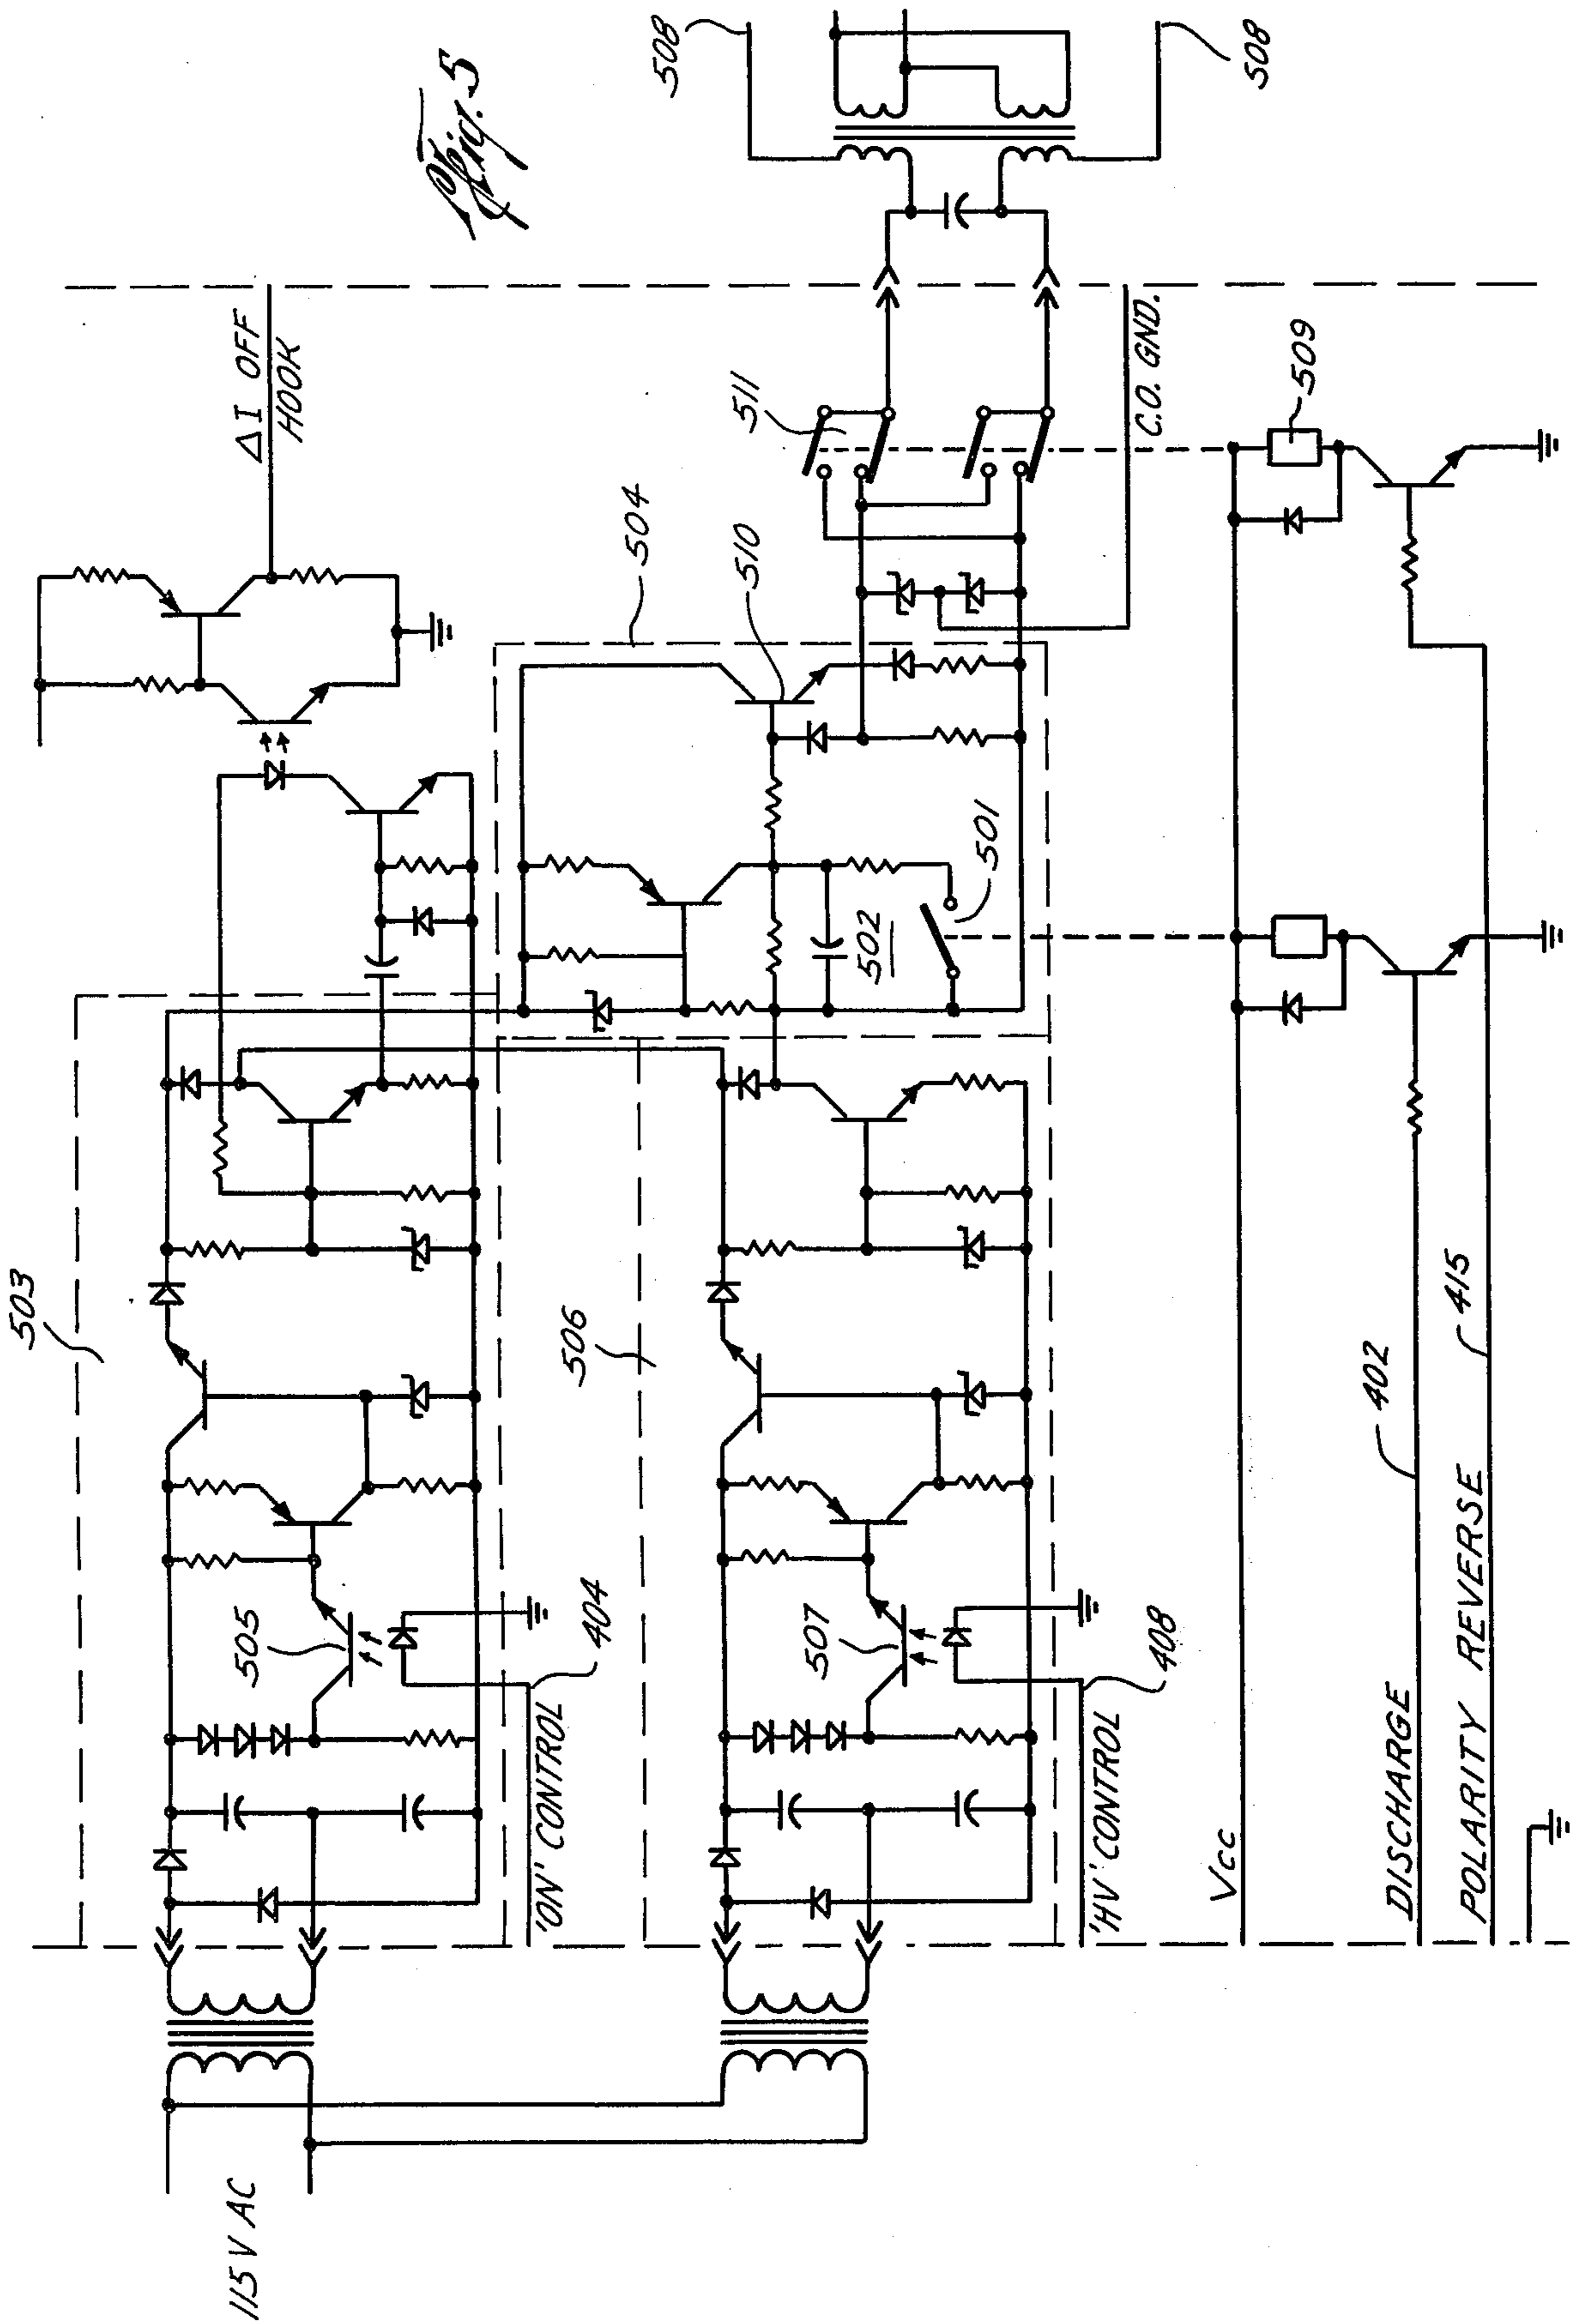 Fig. 5
115 V AC
503
505
'ON' CONTROL
404
ΔI OFF
HOOK
504
510
511
508
508
502
501
506
507
'HV' CONTROL
408
C.O. GND.
509
Vcc
DISCHARGE
402
POLARITY REVERSE
415